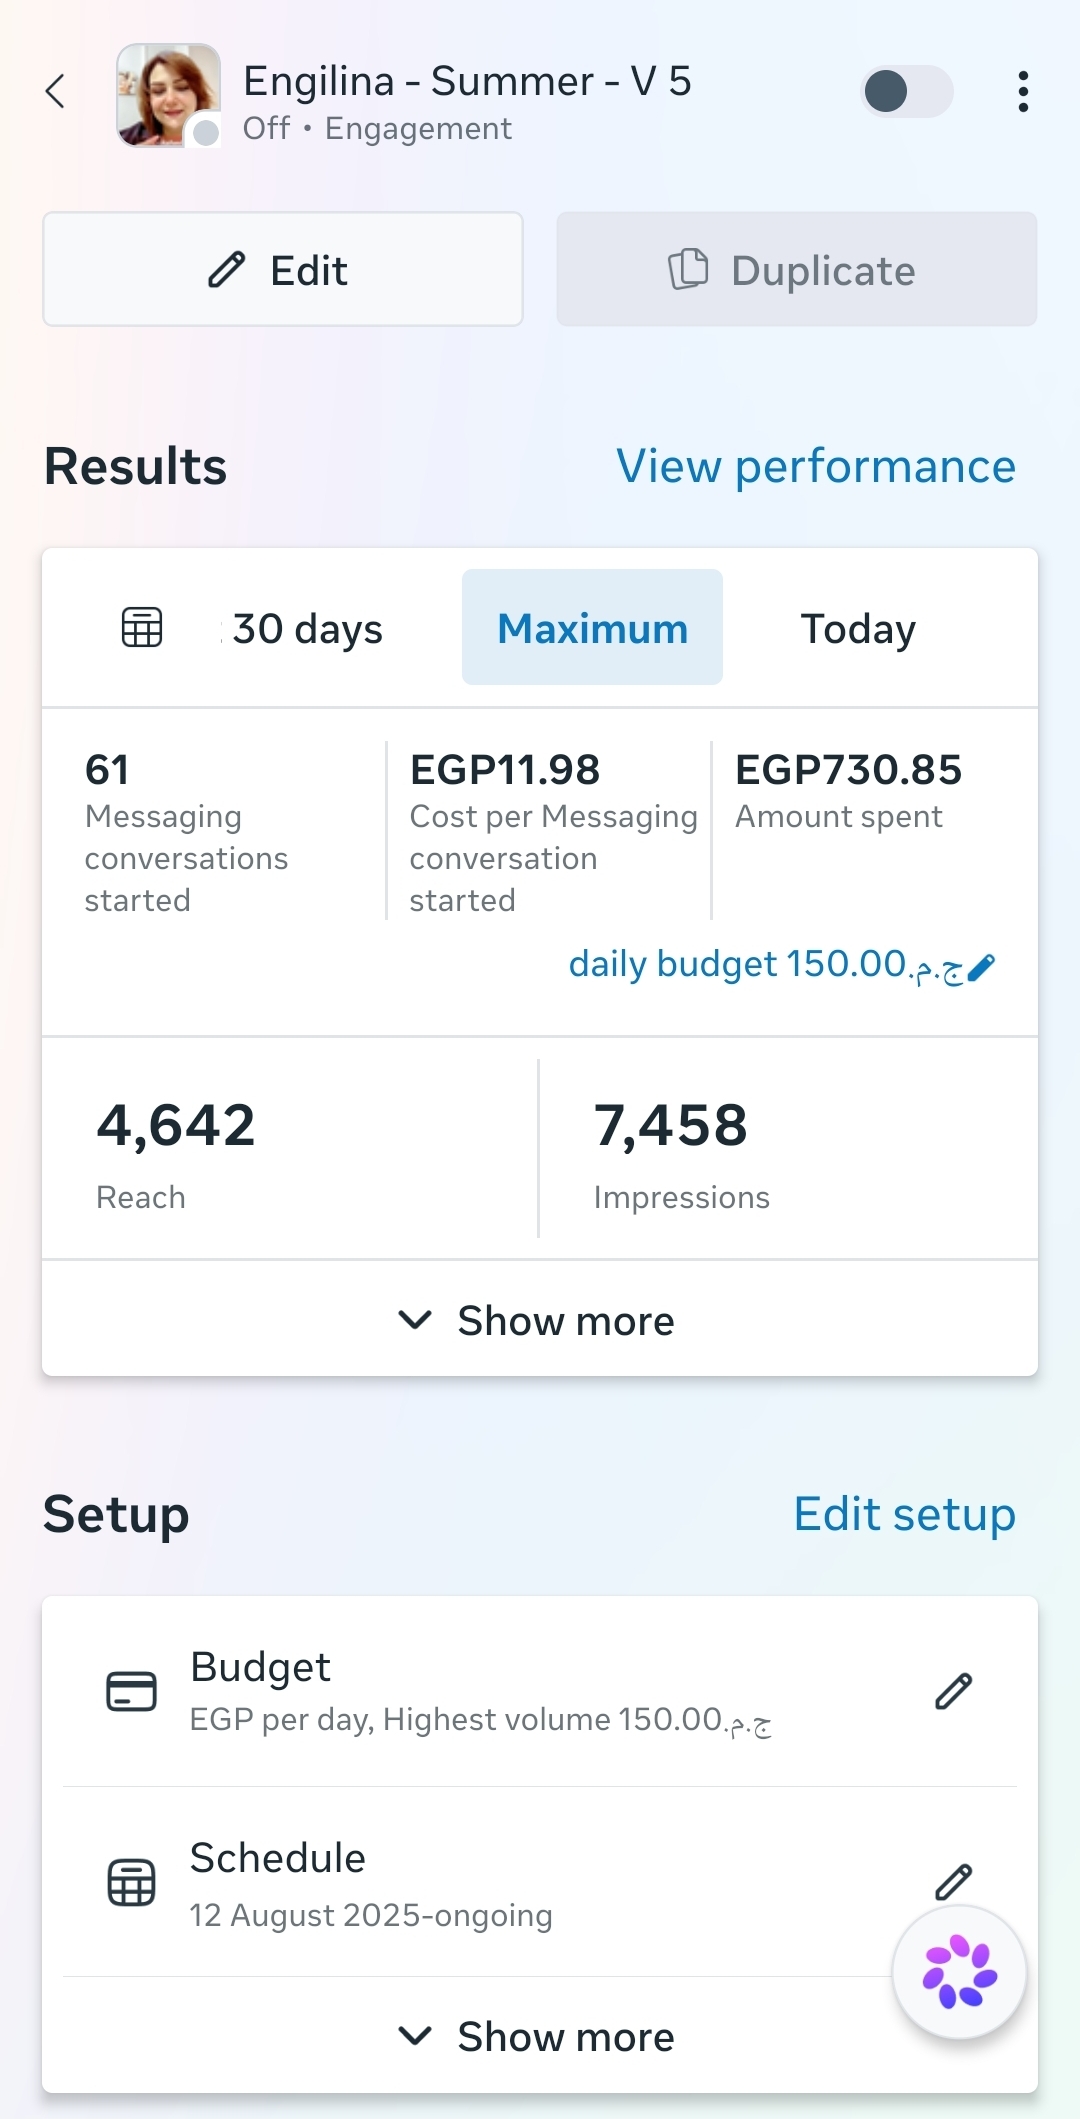 Engilina - Summer - V 5
Off • Engagement
Edit
Duplicate
Results
View performance
30 days
Maximum
Today
61
Messaging
conversations
started
EGP11.98
Cost per Messaging
conversation
started
EGP730.85
Amount spent
daily budget 150.00.ج.م
4,642
Reach
7,458
Impressions
Show more
Setup
Edit setup
Budget
EGP per day, Highest volume 150.00.ج.م
Schedule
12 August 2025-ongoing
Show more